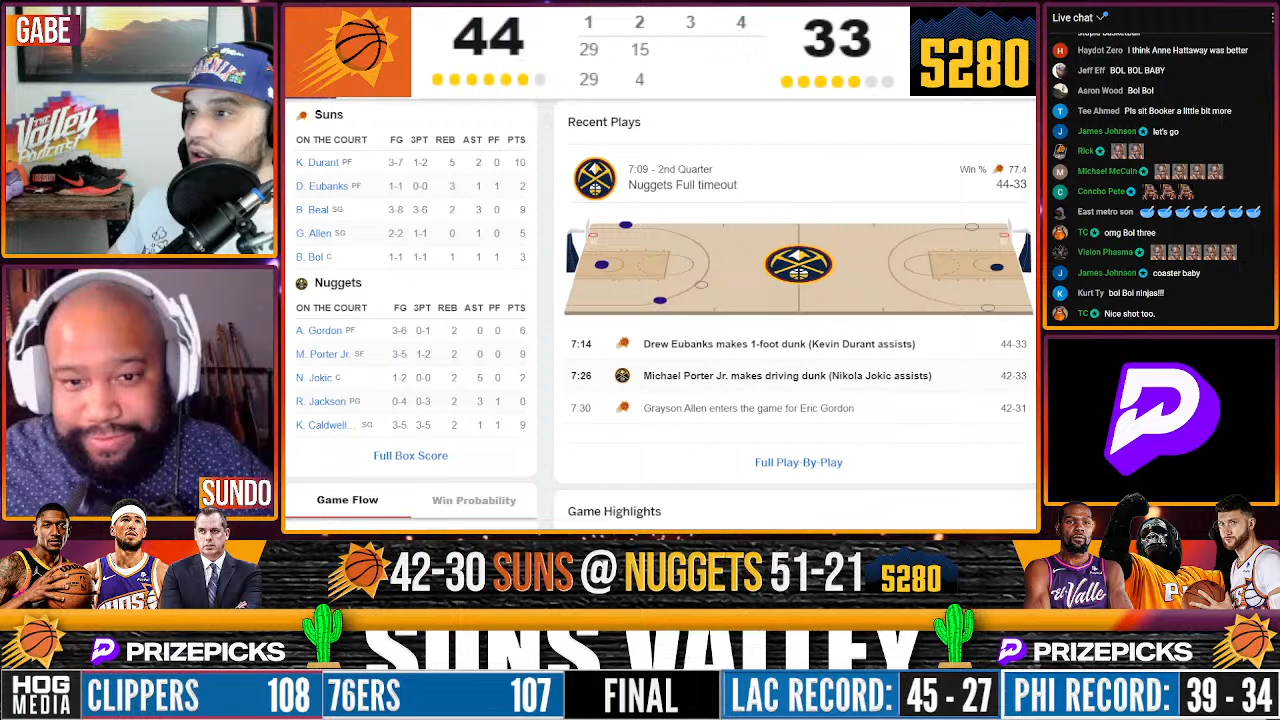 GABE
The Valley
Podcast
SUNDO
44
1 2 3 4
29 15
29 4
33
5280
Suns
ON THE COURT FG 3PT REB AST PF PTS
K. Durant PF 3-7 1-2 5 2 0 10
D. Eubanks PF 1-1 0-0 3 1 1 2
B. Beal SG 3-8 3-6 2 3 0 9
G. Allen SG 2-2 1-1 0 1 0 5
B. Bol C 1-1 1-1 1 1 1 3
Nuggets
ON THE COURT FG 3PT REB AST PF PTS
A. Gordon PF 3-6 0-1 2 0 0 6
M. Porter Jr. SF 3-5 1-2 2 0 0 9
N. Jokic C 1-2 0-0 2 5 0 2
R. Jackson PG 0-4 0-3 2 3 1 0
K. Caldwell... SG 3-5 3-5 2 1 1 9
Full Box Score
Game Flow Win Probability
Recent Plays
7:09 - 2nd Quarter
Nuggets Full timeout
Win % 77.4
44-33
7:14 Drew Eubanks makes 1-foot dunk (Kevin Durant assists) 44-33
7:26 Michael Porter Jr. makes driving dunk (Nikola Jokic assists) 42-33
7:30 Grayson Allen enters the game for Eric Gordon 42-31
Full Play-By-Play
Game Highlights
Live chat
stupid basketball
Haydot Zero I think Anne Hattaway was better
Jeff Eff BOL BOL BABY
Aaron Wood Bol Bol
Tee Ahmed Pls sit Booker a little bit more
James Johnson let's go
Rick
Michael McCuin
Concho Pete
East metro son
TC omg Bol three
Vision Phasma
James Johnson coaster baby
Kurt Ty bol Bol ninjas!!!
TC Nice shot too.
42-30 SUNS @ NUGGETS 51-21 5280
PRIZEPICKS SUNS VALLEY PRIZEPICKS
HOG MEDIA
CLIPPERS 108 76ERS 107 FINAL LAC RECORD: 45 - 27 PHI RECORD: 39 - 34